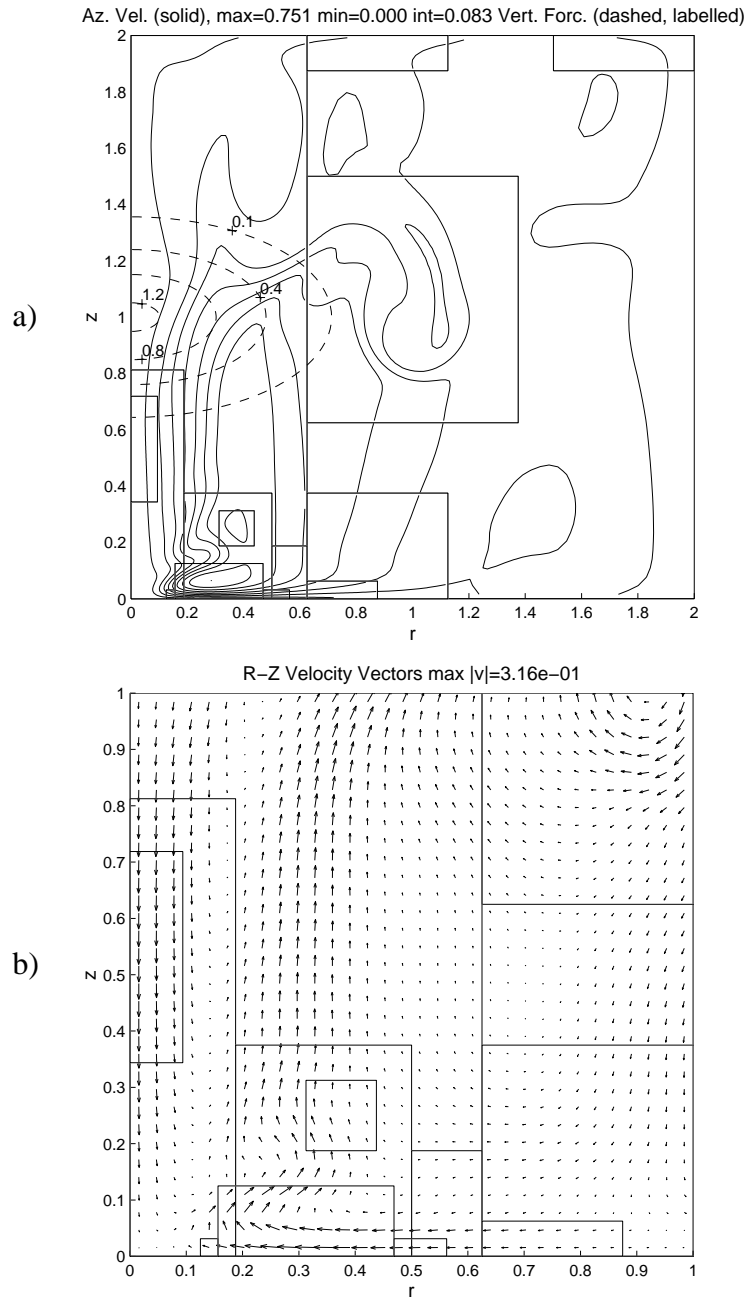 Az. Vel. (solid), max=0.751 min=0.000 int=0.083 Vert. Forc. (dashed, labelled)
2
1.8
1.6
1.4
1.2
1
0.8
0.6
0.4
0.2
0
z
a)
0.1
1.2
0.4
0.8
0 0.2 0.4 0.6 0.8 1 1.2 1.4 1.6 1.8 2
r
R−Z Velocity Vectors max |v|=3.16e−01
1
0.9
0.8
0.7
0.6
0.5
0.4
0.3
0.2
0.1
0
z
b)
0 0.1 0.2 0.3 0.4 0.5 0.6 0.7 0.8 0.9 1
r